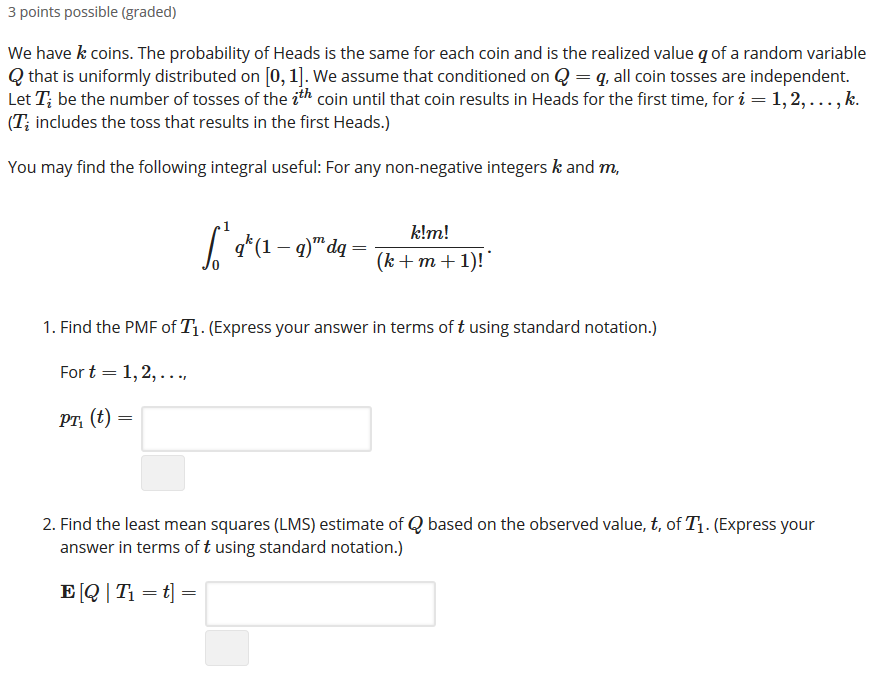 3 points possible (graded)
We have k coins. The probability of Heads is the same for each coin and is the realized value q of a random variable
Q that is uniformly distributed on [0, 1]. We assume that conditioned on Q = q, all coin tosses are independent.
Let T_i be the number of tosses of the i^th coin until that coin results in Heads for the first time, for i = 1, 2, . . . , k.
(T_i includes the toss that results in the first Heads.)
You may find the following integral useful: For any non-negative integers k and m,
∫_0^1 q^k(1 − q)^m dq = k!m! / (k + m + 1)! .
1. Find the PMF of T_1. (Express your answer in terms of t using standard notation.)
For t = 1, 2, . . .,
p_{T_1} (t) =
2. Find the least mean squares (LMS) estimate of Q based on the observed value, t, of T_1. (Express your
answer in terms of t using standard notation.)
E [Q | T_1 = t] =